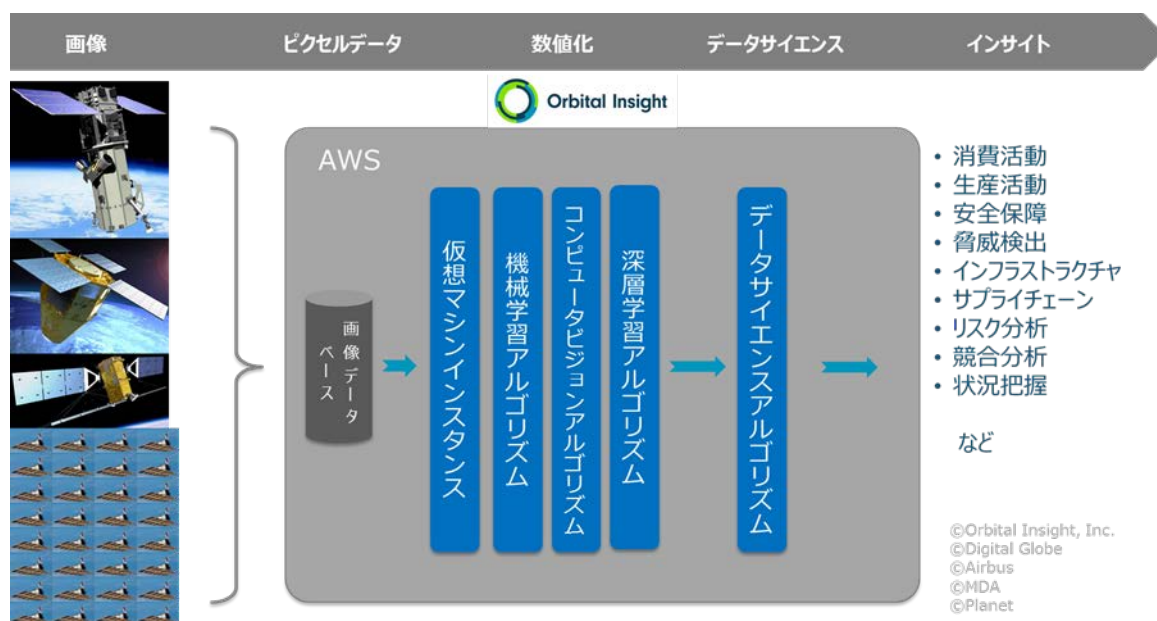 画像
ピクセルデータ
数値化
データサイエンス
インサイト
Orbital Insight
AWS
画像データ
ベース
仮想マシンインスタンス
機械学習アルゴリズム
コンピュータビジョンアルゴリズム
深層学習アルゴリズム
データサイエンスアルゴリズム
• 消費活動
• 生産活動
• 安全保障
• 脅威検出
• インフラストラクチャ
• サプライチェーン
• リスク分析
• 競合分析
• 状況把握
など
©Orbital Insight, Inc.
©Digital Globe
©Airbus
©MDA
©Planet